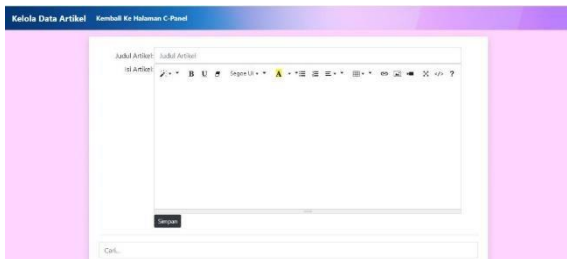 Kelola Data Artikel Kembali Ke Halaman C-Panel
Judul Artikel: Judul Artikel
Isi Artikel
B U Segoe UI A </> ?
Simpan
Cari...